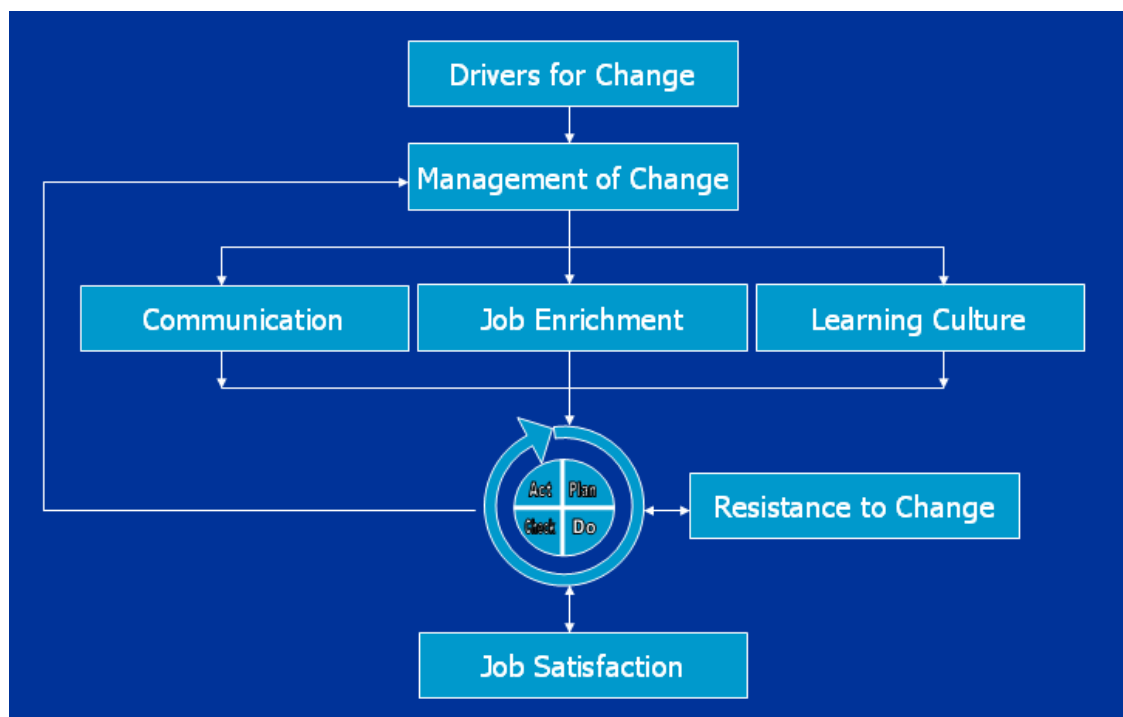 Drivers for Change
Management of Change
Communication
Job Enrichment
Learning Culture
Act
Plan
Check
Do
Resistance to Change
Job Satisfaction